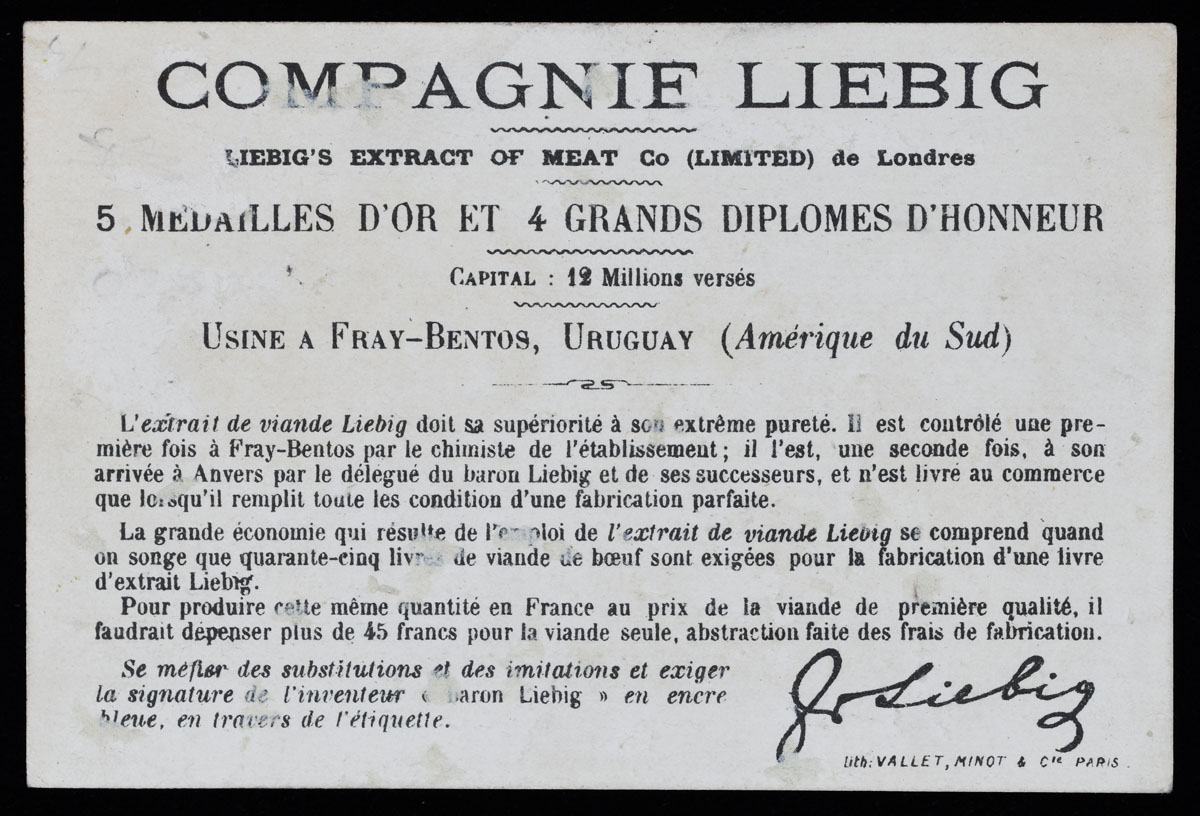 COMPAGNIE LIEBIG
LIEBIG'S EXTRACT OF MEAT Co (LIMITED) de Londres
5 MEDAILLES D'OR ET 4 GRANDS DIPLOMES D'HONNEUR
CAPITAL : 12 Millions versés
USINE A FRAY-BENTOS, URUGUAY (Amérique du Sud)
L'extrait de viande Liebig doit sa supériorité à son extrême pureté. Il est contrôlé une pre-
mière fois à Fray-Bentos par le chimiste de l'établissement; il l'est, une seconde fois, à son
arrivée à Anvers par le délégué du baron Liebig et de ses successeurs, et n'est livré au commerce
que lorsqu'il remplit toute les condition d'une fabrication parfaite.
La grande économie qui résulte de l'emploi de l'extrait de viande Liebig se comprend quand
on songe que quarante-cinq livres de viande de bœuf sont exigées pour la fabrication d'une livre
d'extrait Liebig.
Pour produire cette même quantité en France au prix de la viande de première qualité, il
faudrait dépenser plus de 45 francs pour la viande seule, abstraction faite des frais de fabrication.
Se méfier des substitutions et des imitations et exiger
la signature de l'inventeur « baron Liebig » en encre
bleue, en travers de l'étiquette.
Jv Liebig
lith: VALLET, MINOT & Cie PARIS.